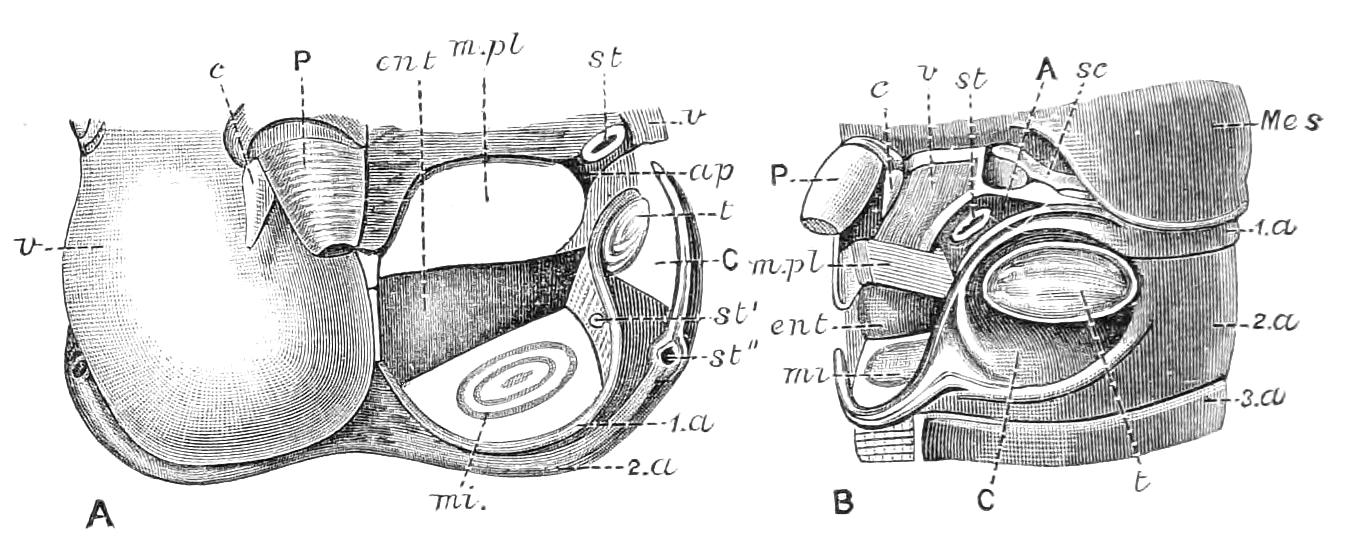 c P cnt m.pl st
v
ap
t
v
C
st'
st"
1.a
2.a
mi.
A
c v st A sc
Mes
P
1.a
m.pl
ent
2.a
mi
3.a
t
B C